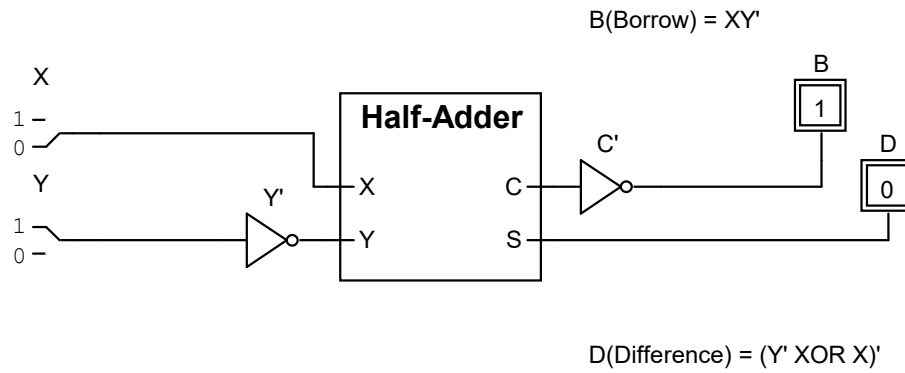 B(Borrow) = XY'
X
B
1
1
Half-Adder
0
C'
D
Y
Y'
X
C
0
1
Y
S
0
D(Difference) = (Y' XOR X)'